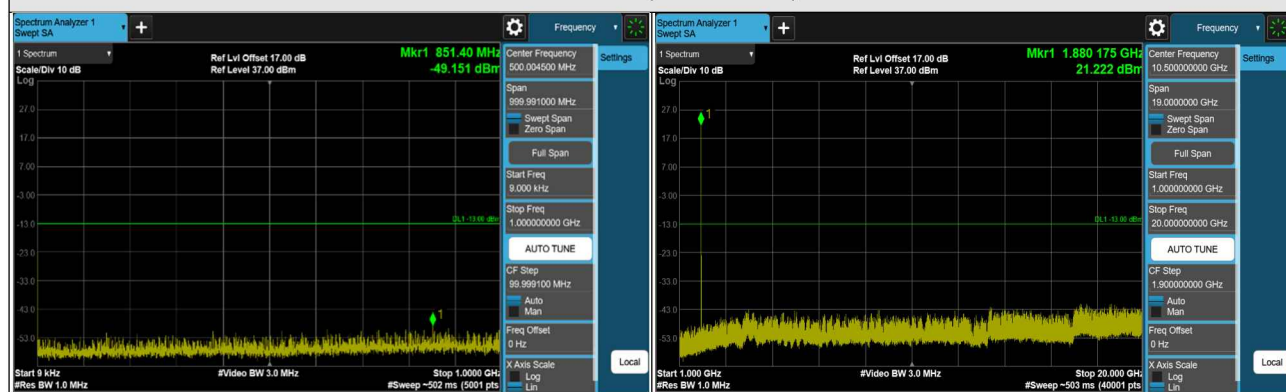 Spectrum Analyzer 1
Swept SA
Frequency
1 Spectrum
Scale/Div 10 dB
Log
Ref Lvl Offset 17.00 dB
Ref Level 37.00 dBm
Mkr1 851.40 MHz
-49.151 dBm
27.0
17.0
7.00
-3.00
-13.0
-23.0
-33.0
-43.0
-53.0
DL1 -13.00 dBm
1
Start 9 kHz
#Res BW 1.0 MHz
#Video BW 3.0 MHz
Stop 1.0000 GHz
#Sweep ~502 ms (5001 pts
Center Frequency
500.004500 MHz
Span
999.991000 MHz
Swept Span
Zero Span
Full Span
Start Freq
9.000 kHz
Stop Freq
1.000000000 GHz
AUTO TUNE
CF Step
99.999100 MHz
Auto
Man
Freq Offset
0 Hz
X Axis Scale
Log
Lin
Settings
Local
Spectrum Analyzer 1
Swept SA
Frequency
1 Spectrum
Scale/Div 10 dB
Log
Ref Lvl Offset 17.00 dB
Ref Level 37.00 dBm
Mkr1 1.880 175 GHz
21.222 dBm
27.0
17.0
7.00
-3.00
-13.0
-23.0
-33.0
-43.0
-53.0
DL1 -13.00 dBm
1
Start 1.000 GHz
#Res BW 1.0 MHz
#Video BW 3.0 MHz
Stop 20.000 GHz
#Sweep ~503 ms (40001 pts
Center Frequency
10.500000000 GHz
Span
19.0000000 GHz
Swept Span
Zero Span
Full Span
Start Freq
1.000000000 GHz
Stop Freq
20.000000000 GHz
AUTO TUNE
CF Step
1.900000000 GHz
Auto
Man
Freq Offset
0 Hz
X Axis Scale
Log
Lin
Settings
Local